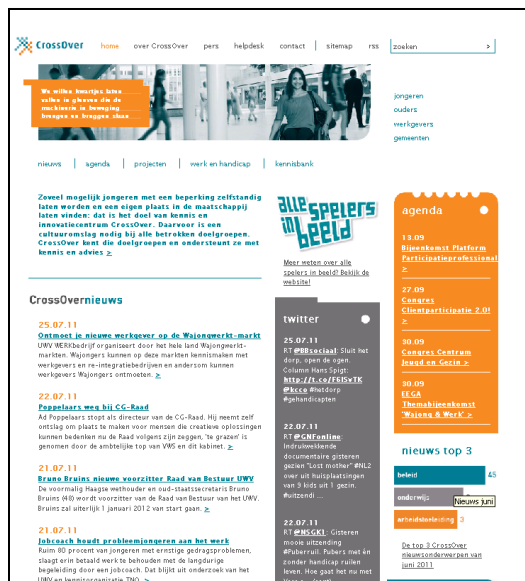 CrossOver
home over CrossOver pers helpdesk contact sitemap rss
zoeken >
We willen kwartjes laten
vallen in gleuven die de
machinerie in beweging
brengen en bruggen slaan
jongeren
ouders
werkgevers
gemeenten
nieuws agenda projecten werk en handicap kennisbank
Zoveel mogelijk jongeren met een beperking zelfstandig
laten worden en een eigen plaats in de maatschappij
laten vinden: dat is het doel van kennis en
innovatiecentrum CrossOver. Daarvoor is een
cultuuromslag nodig bij alle betrokken doelgroepen.
CrossOver kent die doelgroepen en ondersteunt ze met
kennis en advies >
CrossOvernieuws
25.07.11
Ontmoet je nieuwe werkgever op de Wajongwerkt-markt
UWV WERKbedrijf organiseert door het hele land Wajongwerkt-
markten. Wajongers kunnen op deze markten kennismaken met
werkgevers en re-integratiebedrijven en andersom kunnen
werkgevers Wajongers ontmoeten. >
22.07.11
Poppelaars weg bij CG-Raad
Ad Poppelaars stopt als directeur van de CG-Raad. Hij neemt zelf
ontslag om plaats te maken voor mensen die creatieve oplossingen
kunnen bedenken nu de Raad volgens zijn zeggen, 'te grazen' is
genomen door de ambtelijke top van VWS en dit kabinet. >
21.07.11
Bruno Bruins nieuwe voorzitter Raad van Bestuur UWV
De voormalig Haagse wethouder en oud-staatssecretaris Bruno
Bruins (48) wordt voorzitter van de Raad van Bestuur van het UWV.
Bruins zal uiterlijk 1 januari 2012 van start gaan. >
21.07.11
Jobcoach houdt probleemjongeren aan het werk
Ruim 80 procent van jongeren met ernstige gedragsproblemen,
slaagt erin betaald werk te behouden met de langdurige
begeleiding door een jobcoach. Dat blijkt uit onderzoek van het
UWV en kennisorganisatie TNO. >
alle spelers
in beeld
Meer weten over alle
spelers in beeld? Bekijk de
website!
twitter
25.07.11
RT @BBsociaal: Sluit het
dorp, open de ogen.
Column Hans Spigt:
http://t.co/F6ISvTK
@kcco #hetdorp
#gehandicapten
22.07.11
RT @GNFonline:
Indrukwekkende
documentaire gisteren
gezien "Lost mother" #NL2
over uit huisplaatsingen
van 9 kids uit 1 gezin.
#uitzendi ...
22.07.11
RT @NSGK1: Gisteren
mooie uitzending
#Puberruil. Pubers met én
zonder handicap ruilen
leven. Hoe gaat het nu met
agenda
13.09
Bijeenkomst Platform
Participatieprofessional
>
27.09
Congres
Clientparticipatie 2.0!
>
30.09
Congres Centrum
Jeugd en Gezin >
30.09
EEGA
Themabijeenkomst
'Wajong & Werk' >
nieuws top 3
beleid 45
onderwijs
Nieuws juni
arbeidstoeleiding 3
De top 3 CrossOver
nieuwsonderwerpen van
juni 2011